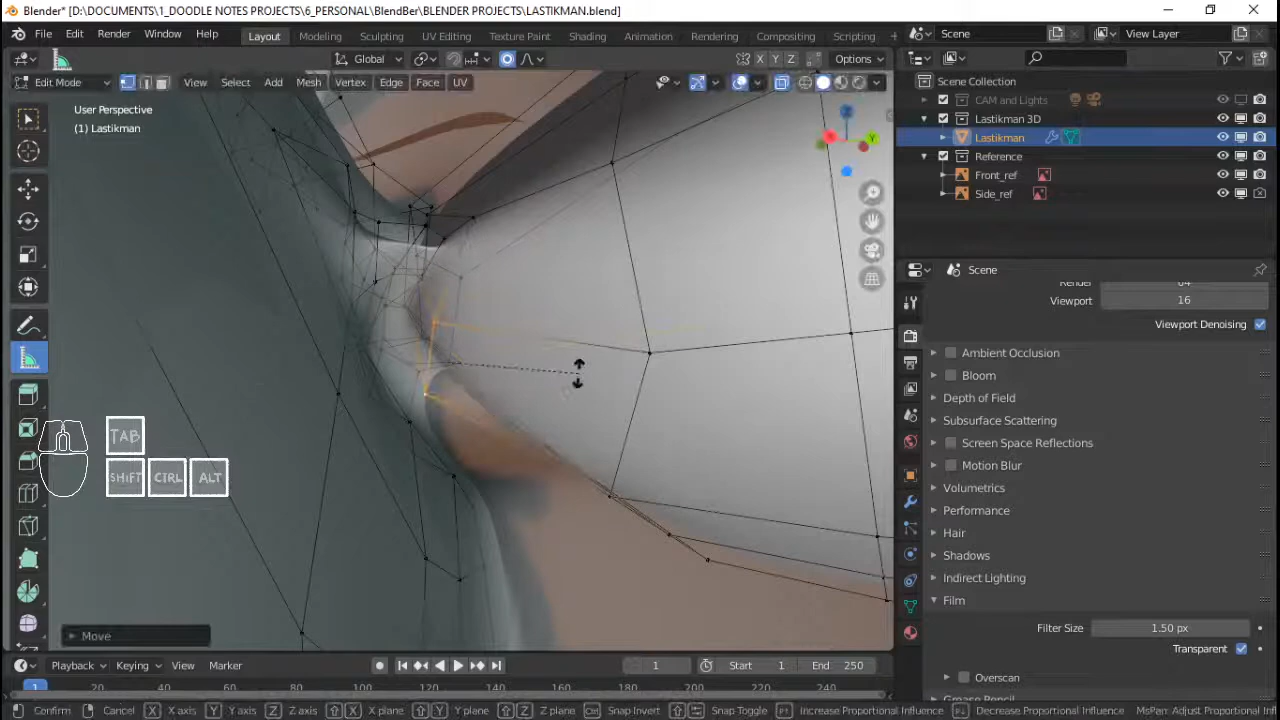 Blender* [D:\DOCUMENTS\1_DOODLE NOTES PROJECTS\6_PERSONAL\BlendBer\BLENDER PROJECTS\LASTIKMAN.blend]
File Edit Render Window Help Layout Modeling Sculpting UV Editing Texture Paint Shading Animation Rendering Compositing Scripting Scene View Layer
Global X Y Z Options
Edit Mode View Select Add Mesh Vertex Edge Face UV
Scene Collection
User Perspective
(1) Lastikman
CAM and Lights
Lastikman 3D
Lastikman
Reference
Front_ref
Side_ref
X Y
Scene
Viewport 16
Viewport Denoising
Ambient Occlusion
Bloom
Depth of Field
Subsurface Scattering
Screen Space Reflections
Motion Blur
Volumetrics
Performance
Hair
Shadows
Indirect Lighting
Film
Filter Size 1.50 px
Transparent
Overscan
TAB
SHiFT CTRL ALT
Move
Playback Keying View Marker 1 Start 1 End 250
1 20 40 60 80 100 120 140 160 180 200 220 240
Confirm Cancel X X axis Y Y axis Z Z axis X X plane Y Y plane Z Z plane Snap Invert Snap Toggle Increase Proportional Influence Decrease Proportional Influence MsPan: Adjust Proportional Infl